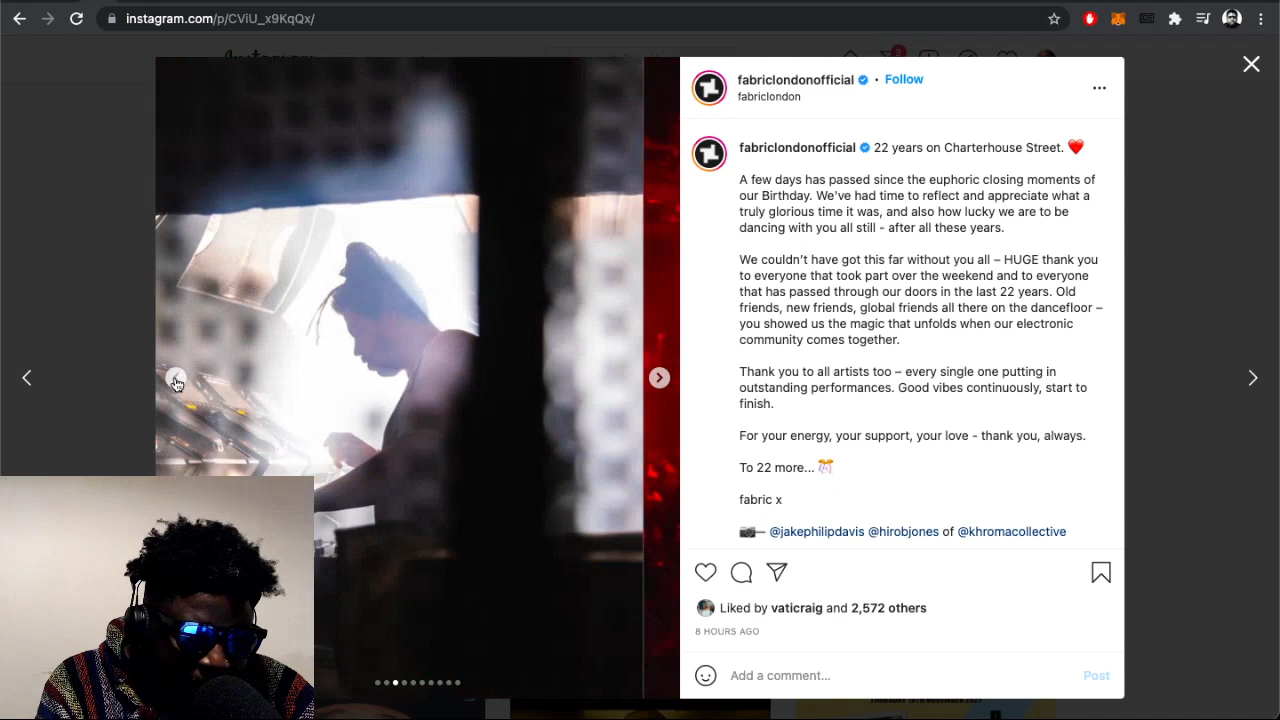 instagram.com/p/CViU_x9KqQx/
3
fabriclondonofficial • Follow
fabriclondon
fabriclondonofficial 22 years on Charterhouse Street. ❤️
A few days has passed since the euphoric closing moments of
our Birthday. We've had time to reflect and appreciate what a
truly glorious time it was, and also how lucky we are to be
dancing with you all still - after all these years.
We couldn't have got this far without you all – HUGE thank you
to everyone that took part over the weekend and to everyone
that has passed through our doors in the last 22 years. Old
friends, new friends, global friends all there on the dancefloor –
you showed us the magic that unfolds when our electronic
community comes together.
Thank you to all artists too – every single one putting in
outstanding performances. Good vibes continuously, start to
finish.
For your energy, your support, your love - thank you, always.
To 22 more... 🎊
fabric x
📷— @jakephilipdavis @hirobjones of @khromacollective
Liked by vaticraig and 2,572 others
8 HOURS AGO
Add a comment... Post